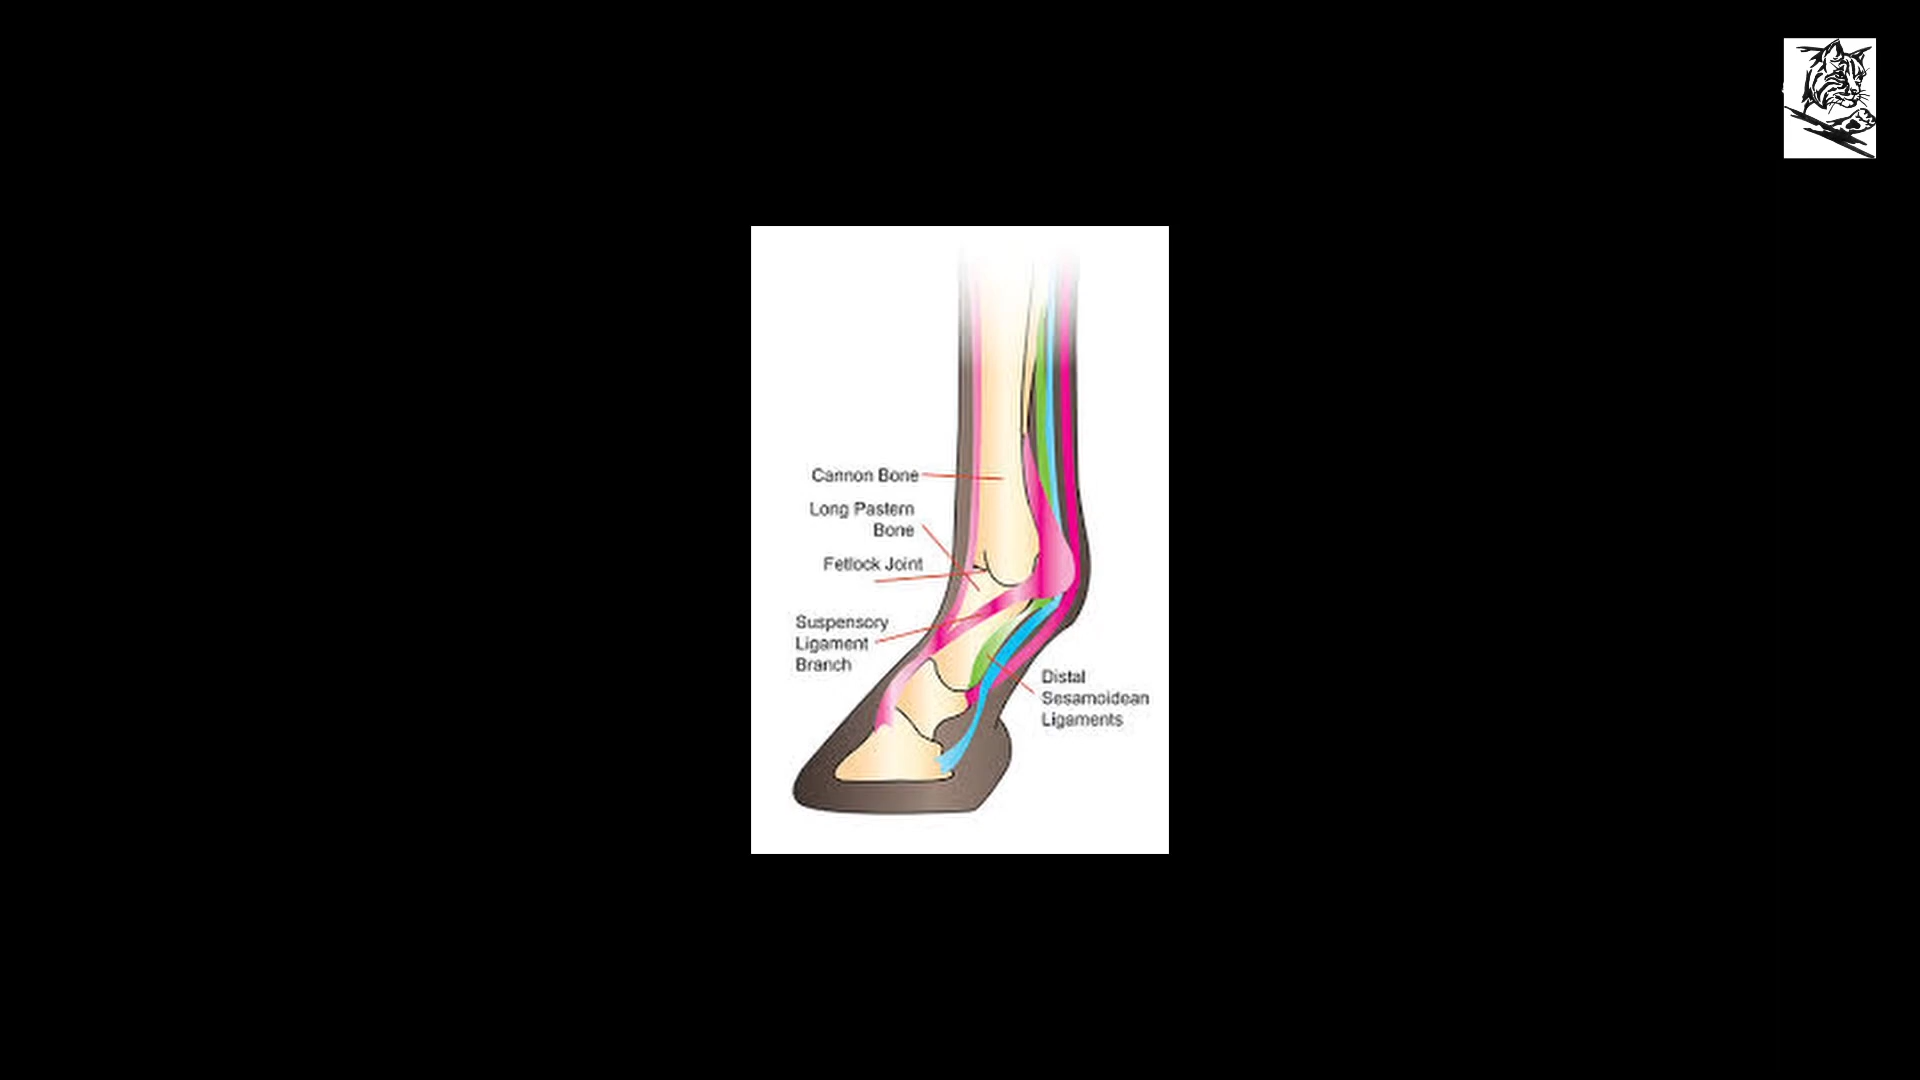 Cannon Bone
Long Pastern
Bone
Fetlock Joint
Suspensory
Ligament
Branch
Distal
Sesamoidean
Ligaments